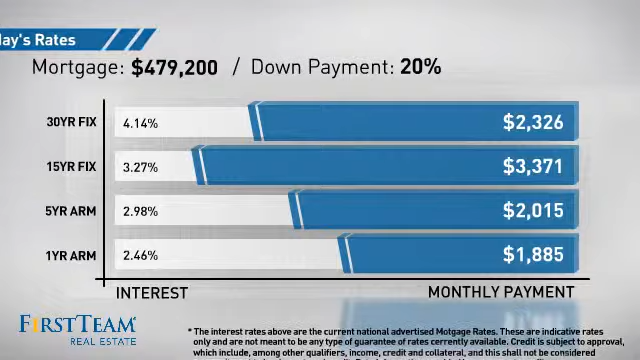 lay's Rates
Mortgage: $479,200 / Down Payment: 20%
30YR FIX 4.14% $2,326
15YR FIX 3.27% $3,371
5YR ARM 2.98% $2,015
1YR ARM 2.46% $1,885
INTEREST MONTHLY PAYMENT
FIRSTTEAM®
REAL ESTATE
* The interest rates above are the current national advertised Motgage Rates. These are indicative rates
only and are not meant to be any type of guarantee of rates cerrently available. Credit is subject to approval,
which include, among other qualifiers, income, credit and collateral, and this shall not be considered